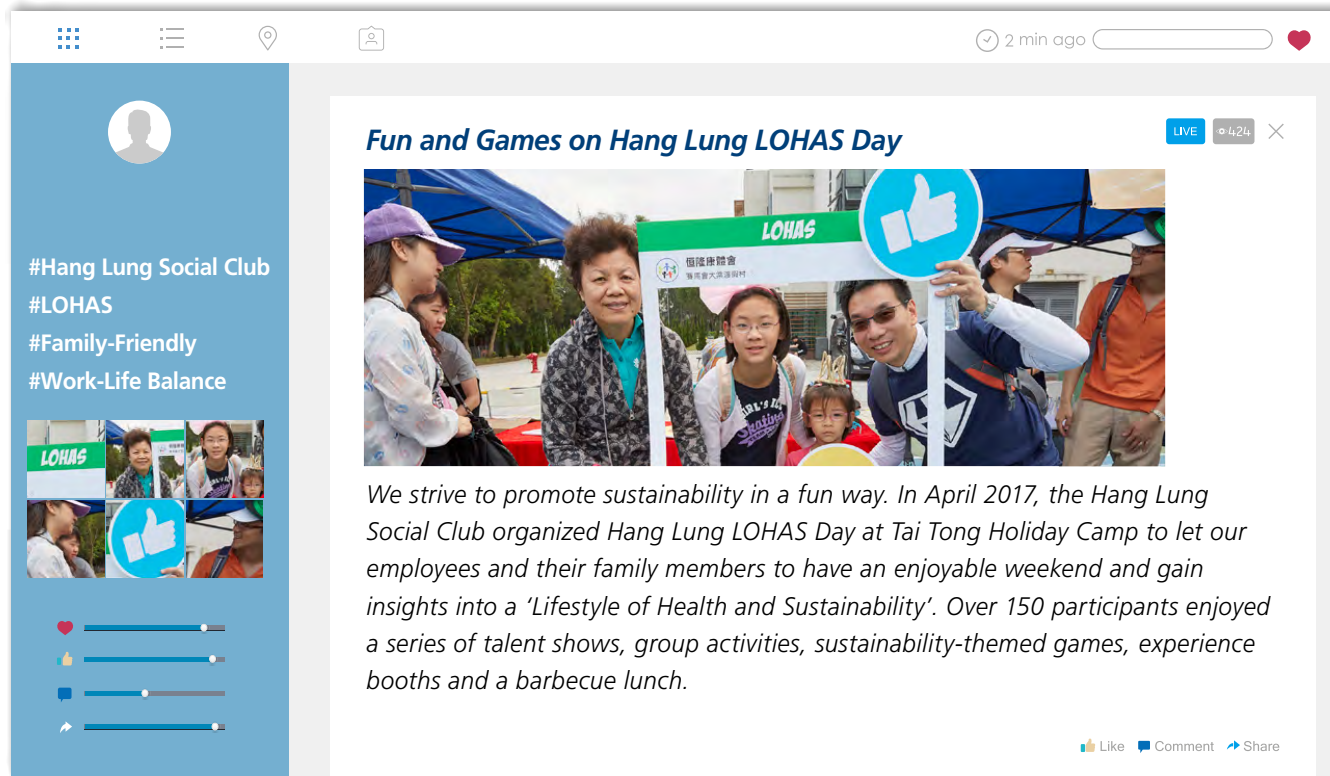 2 min ago
#Hang Lung Social Club
#LOHAS
#Family-Friendly
#Work-Life Balance
LOHAS
Fun and Games on Hang Lung LOHAS Day
LIVE
424
LOHAS
恒隆康體會
We strive to promote sustainability in a fun way. In April 2017, the Hang Lung
Social Club organized Hang Lung LOHAS Day at Tai Tong Holiday Camp to let our
employees and their family members to have an enjoyable weekend and gain
insights into a ‘Lifestyle of Health and Sustainability’. Over 150 participants enjoyed
a series of talent shows, group activities, sustainability-themed games, experience
booths and a barbecue lunch.
Like Comment Share